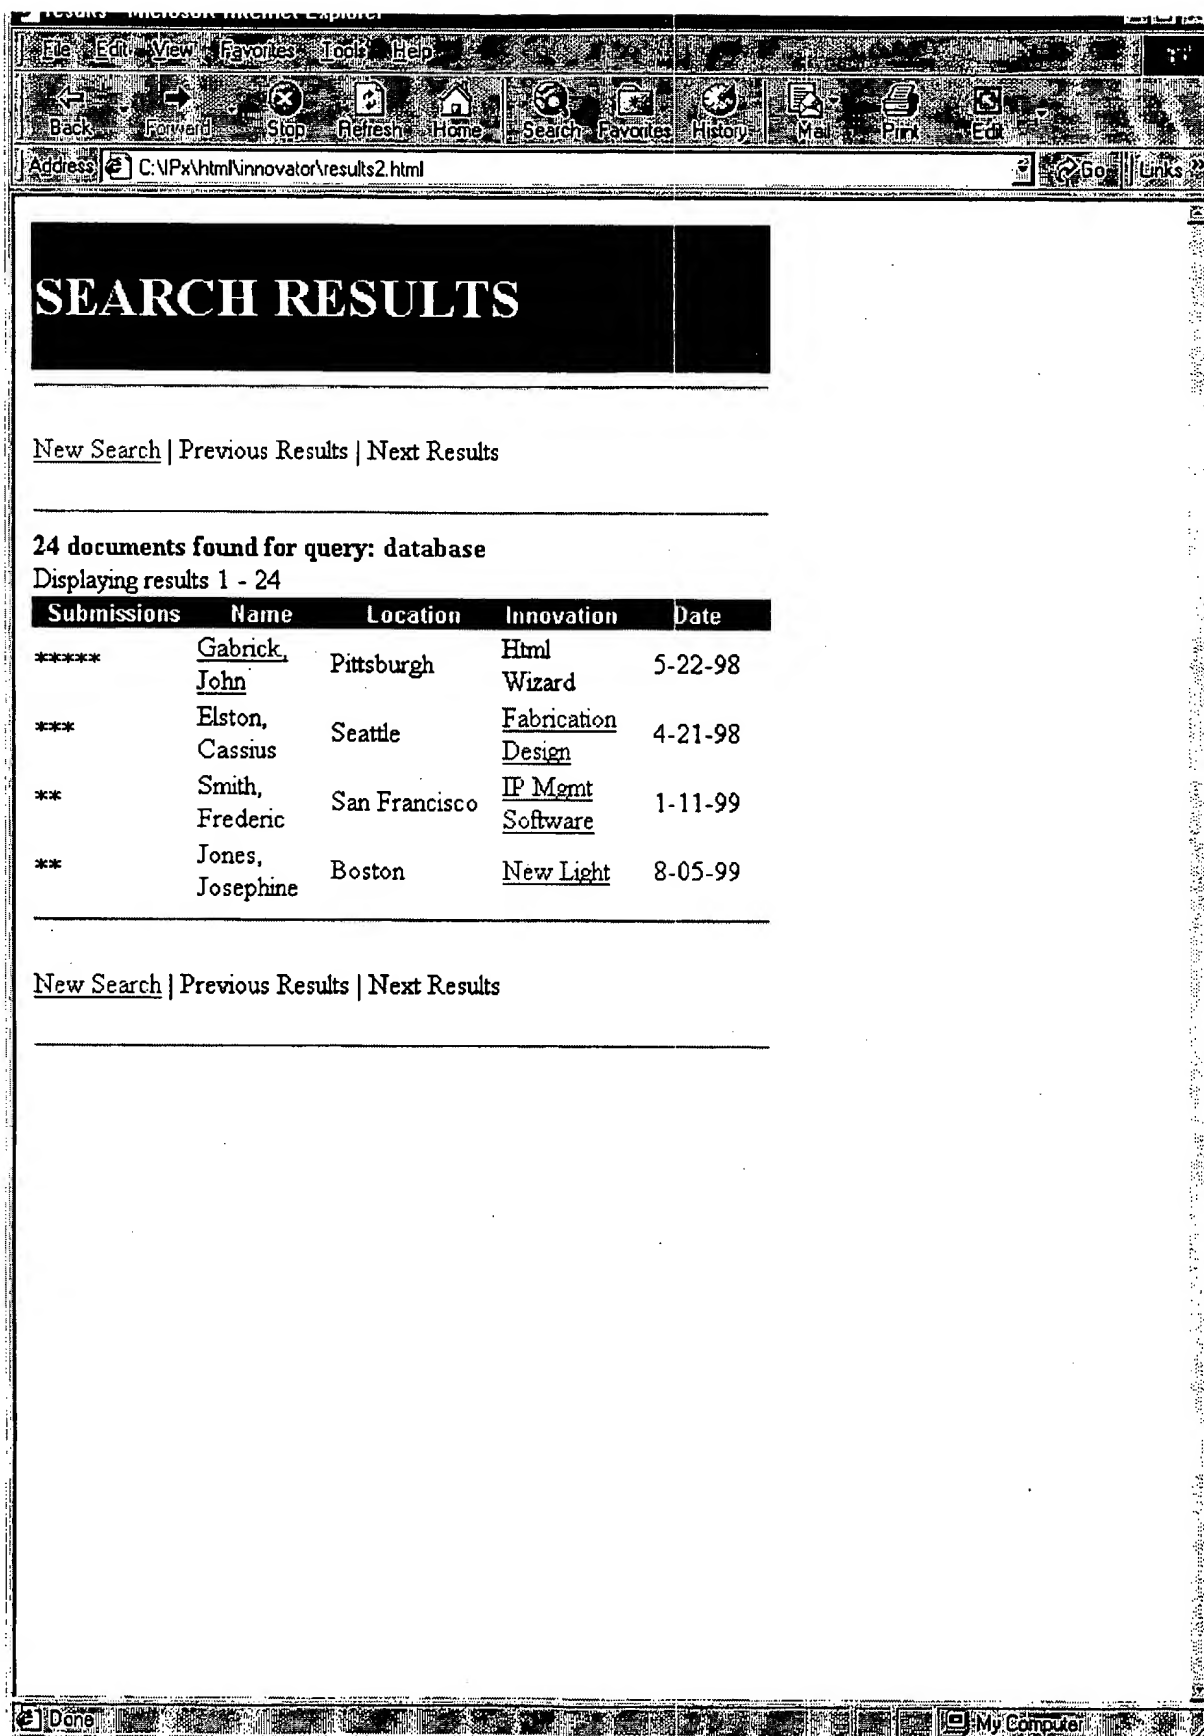 results - Microsoft Internet Explorer
File Edit View Favorites Tools Help
Back Forward Stop Refresh Home Search Favorites History Mail Print Edit
Address C:\IPx\html\innovator\results2.html Go Links
SEARCH RESULTS
New Search | Previous Results | Next Results
24 documents found for query: database
Displaying results 1 - 24
Submissions Name Location Innovation Date
***** Gabrick, John Pittsburgh Html Wizard 5-22-98
*** Elston, Cassius Seattle Fabrication Design 4-21-98
** Smith, Frederic San Francisco IP Mgmt Software 1-11-99
** Jones, Josephine Boston New Light 8-05-99
New Search | Previous Results | Next Results
Done My Computer